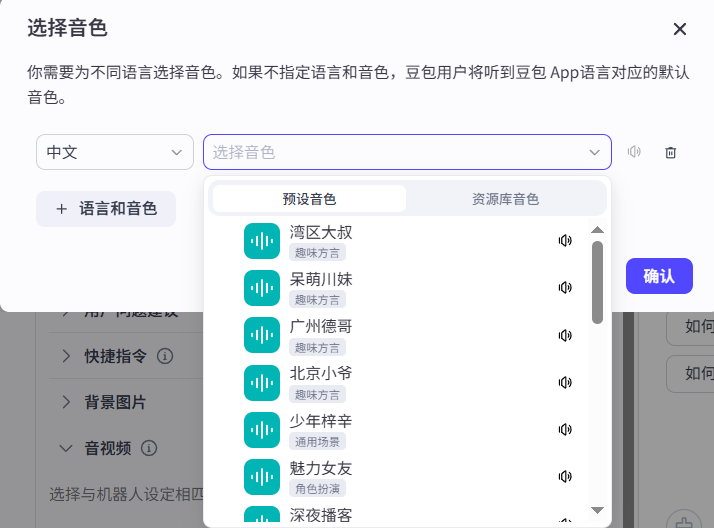 选择音色
你需要为不同语言选择音色。如果不指定语言和音色，豆包用户将听到豆包 App语言对应的默认
音色。
中文
选择音色
+ 语言和音色
预设音色
资源库音色
湾区大叔
趣味方言
呆萌川妹
趣味方言
广州德哥
趣味方言
北京小爷
趣味方言
少年梓辛
通用场景
魅力女友
角色扮演
深夜播客
确认
用户问题建议
快捷指令
背景图片
音视频
选择与机器人设定相匹
如何
如何